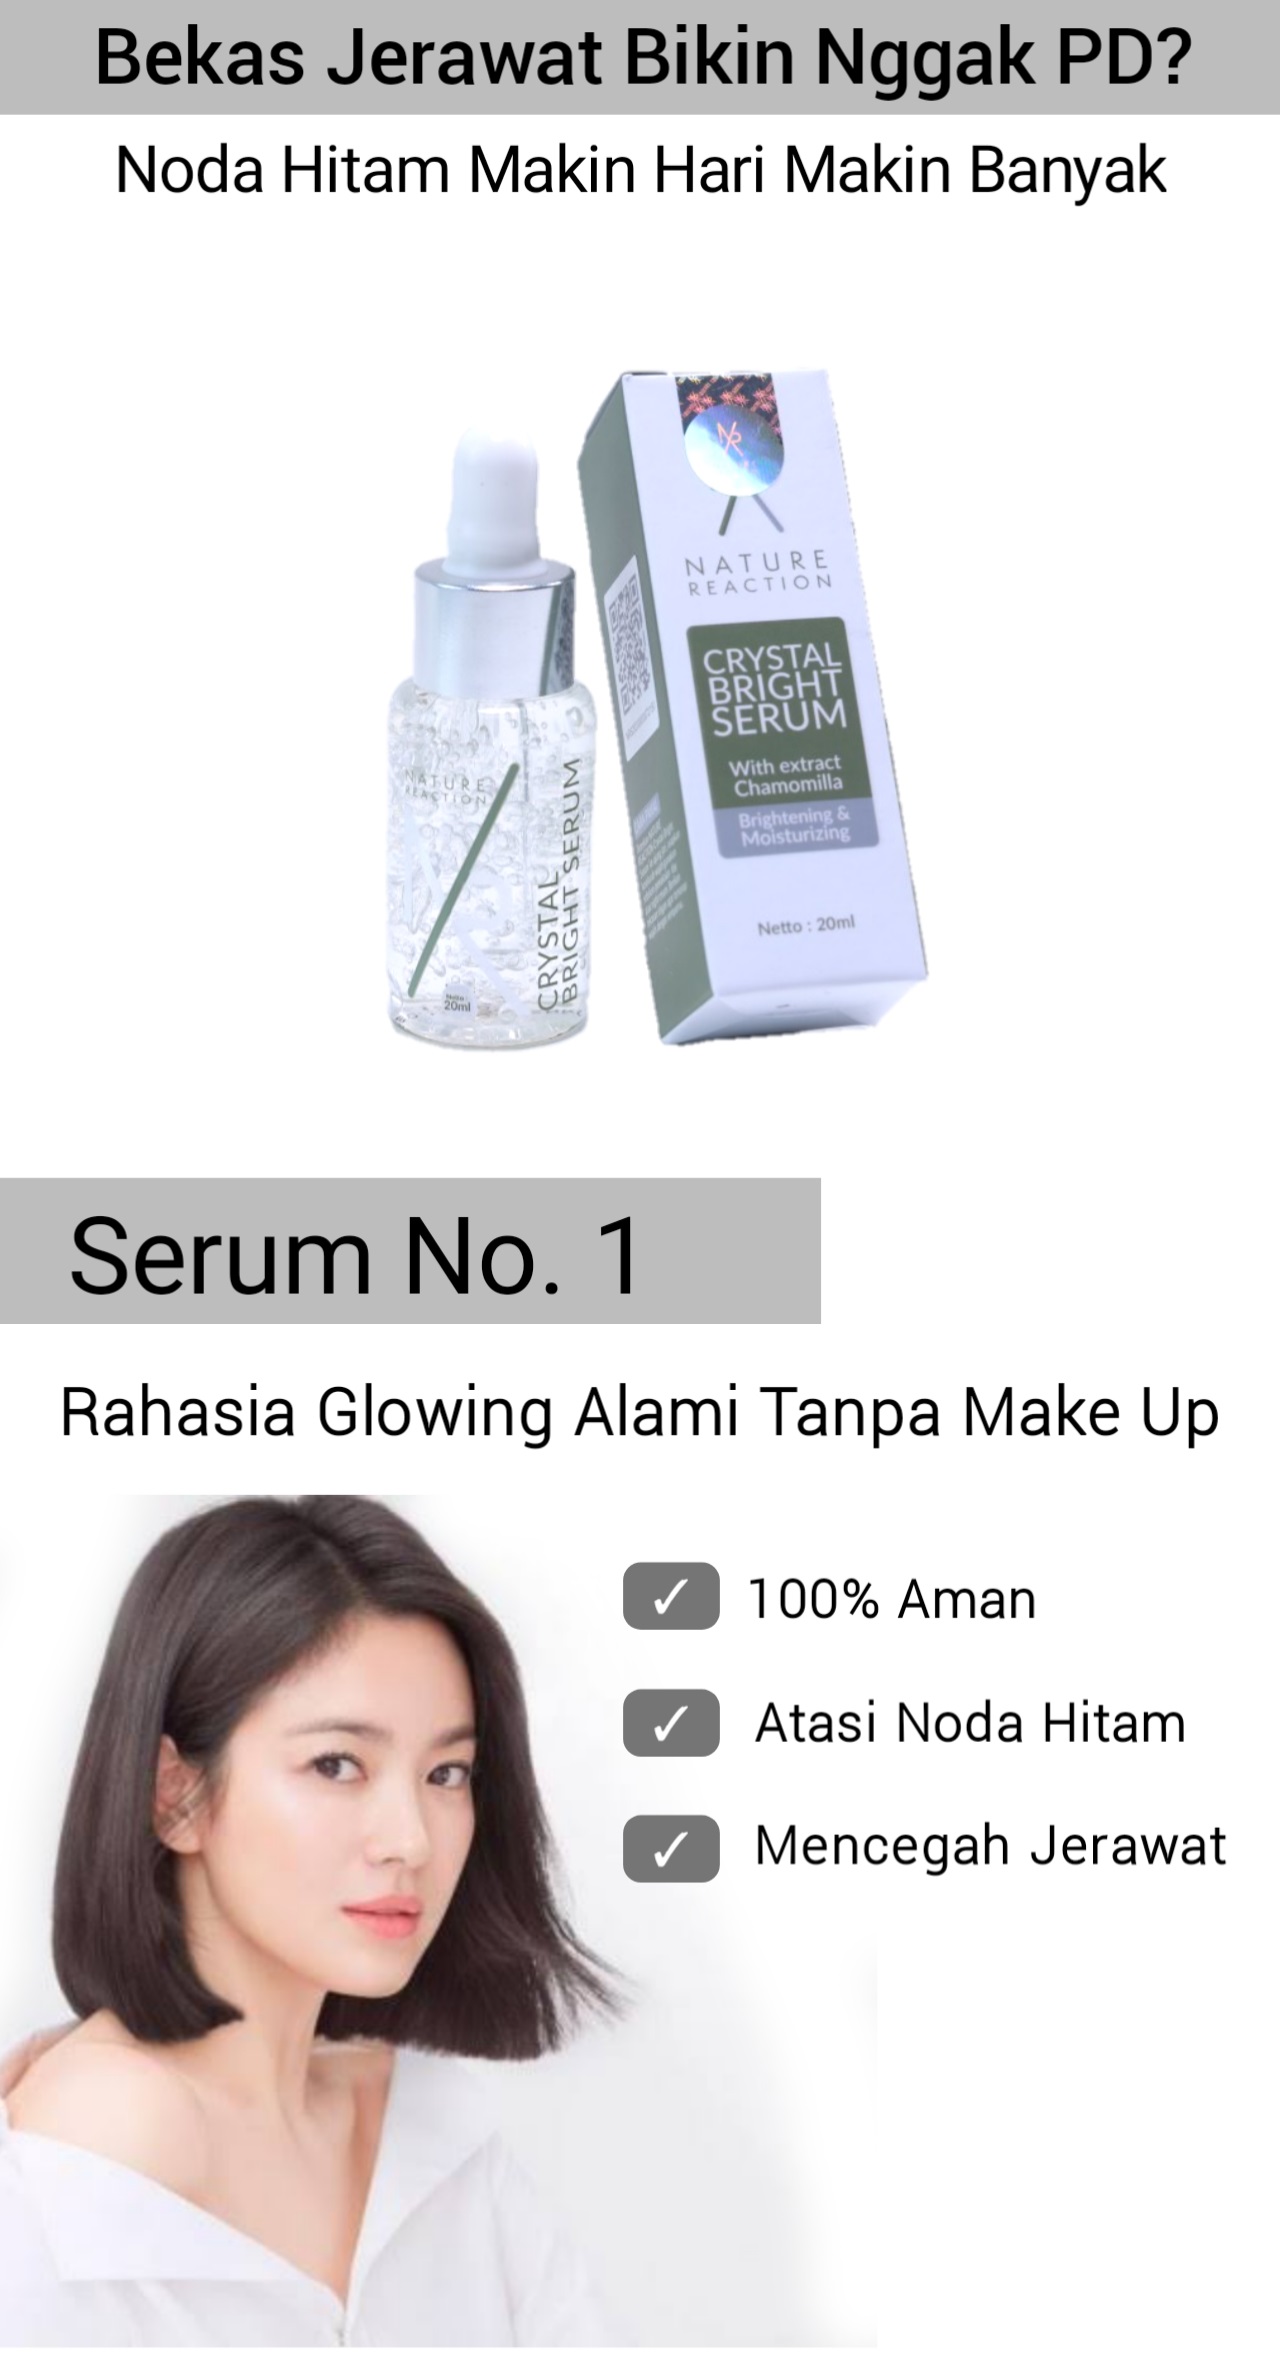 Bekas Jerawat Bikin Nggak PD?
Noda Hitam Makin Hari Makin Banyak
NATURE
REACTION
CRYSTAL
BRIGHT
SERUM
With extract
Chamomilla
Brightening &
Moisturizing
Netto : 20ml
NATURE
REACTION
CRYSTAL
BRIGHT SERUM
20ml
Serum No. 1
Rahasia Glowing Alami Tanpa Make Up
✓ 100% Aman
✓ Atasi Noda Hitam
✓ Mencegah Jerawat